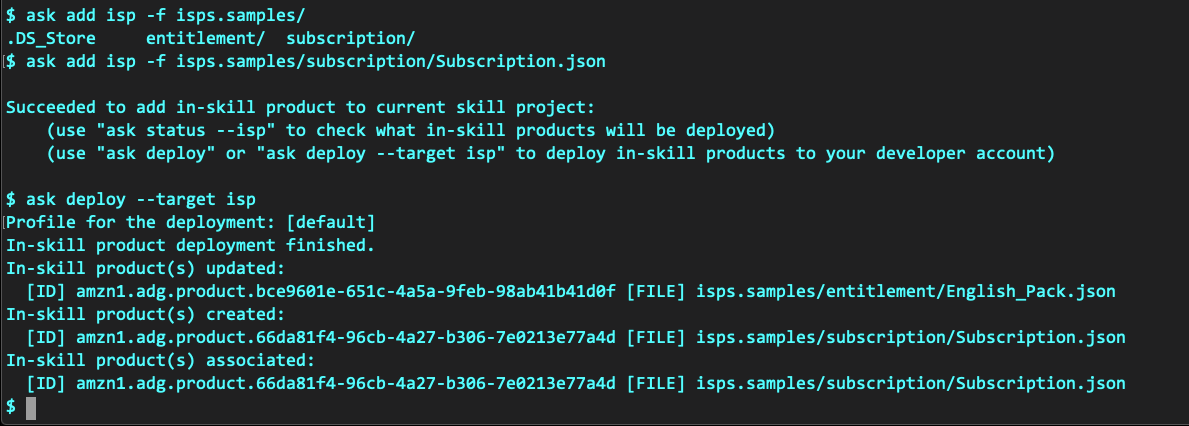 $ ask add isp -f isps.samples/
.DS_Store     entitlement/  subscription/
$ ask add isp -f isps.samples/subscription/Subscription.json

Succeeded to add in-skill product to current skill project:
    (use "ask status --isp" to check what in-skill products will be deployed)
    (use "ask deploy" or "ask deploy --target isp" to deploy in-skill products to your developer account)

$ ask deploy --target isp
Profile for the deployment: [default]
In-skill product deployment finished.
In-skill product(s) updated:
  [ID] amzn1.adg.product.bce9601e-651c-4a5a-9feb-98ab41b41d0f [FILE] isps.samples/entitlement/English_Pack.json
In-skill product(s) created:
  [ID] amzn1.adg.product.66da81f4-96cb-4a27-b306-7e0213e77a4d [FILE] isps.samples/subscription/Subscription.json
In-skill product(s) associated:
  [ID] amzn1.adg.product.66da81f4-96cb-4a27-b306-7e0213e77a4d [FILE] isps.samples/subscription/Subscription.json
$